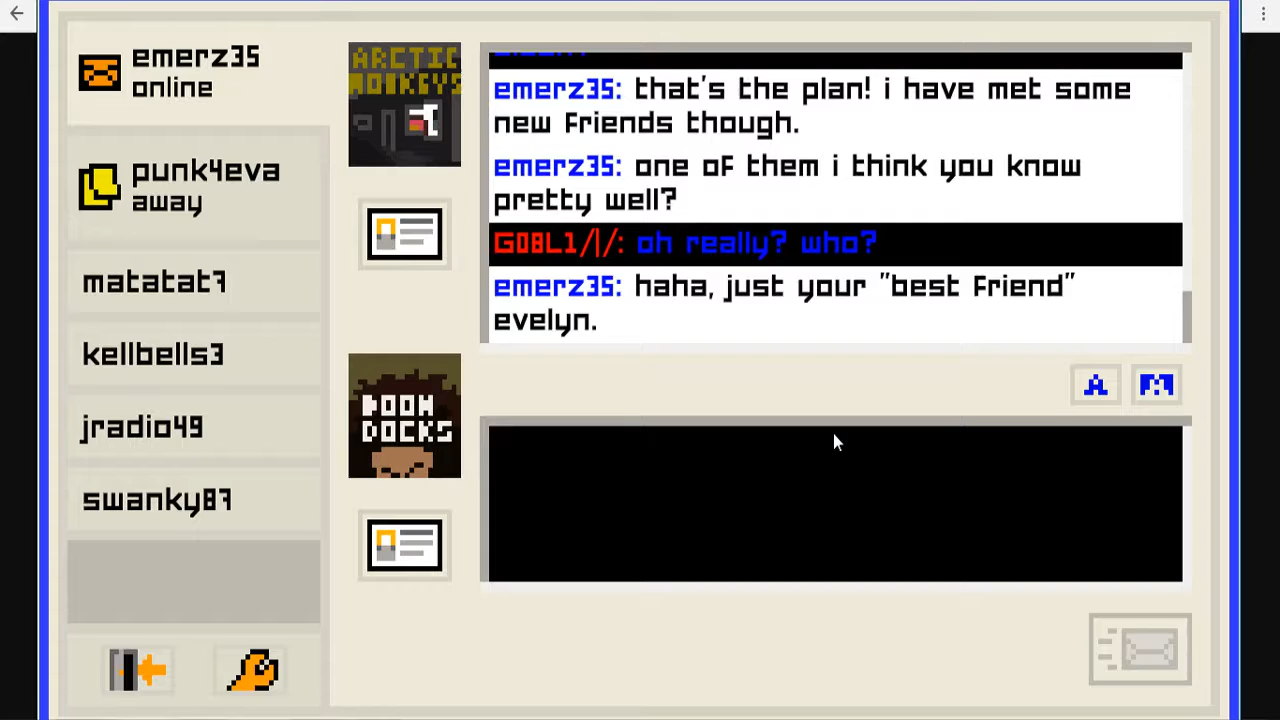 emerz35
online
punk4eva
away
matatat7
kellbells3
jradio49
swanky87
ARCTIC
MONKEYS
DOOM
DOCKS
emerz35: that's the plan! i have met some
new friends though.
emerz35: one of them i think you know
pretty well?
G0BL1/|/: oh really? who?
emerz35: haha, just your "best friend"
evelyn.
A
M